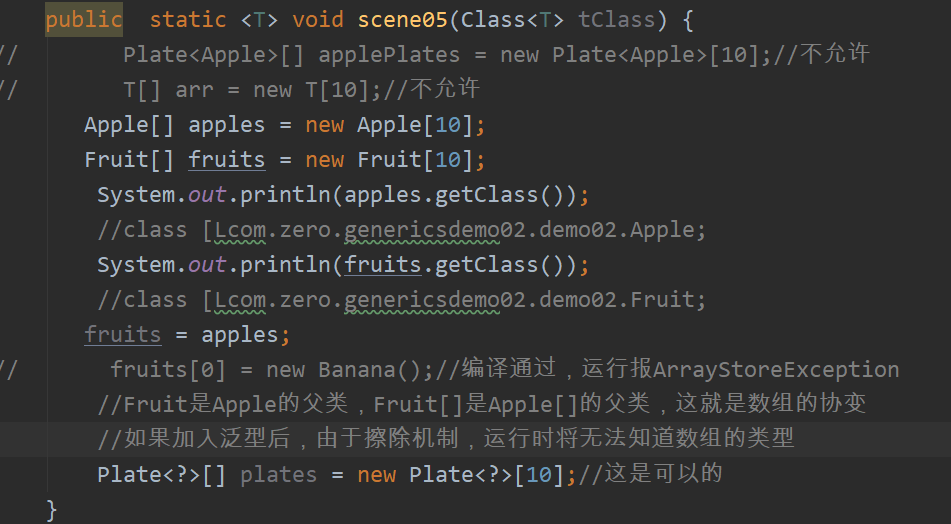 public  static <T> void scene05(Class<T> tClass) {
//        Plate<Apple>[] applePlates = new Plate<Apple>[10];//不允许
//        T[] arr = new T[10];//不允许
Apple[] apples = new Apple[10];
Fruit[] fruits = new Fruit[10];
System.out.println(apples.getClass());
//class [Lcom.zero.genericsdemo02.demo02.Apple;
System.out.println(fruits.getClass());
//class [Lcom.zero.genericsdemo02.demo02.Fruit;
fruits = apples;
//       fruits[0] = new Banana();//编译通过，运行报ArrayStoreException
//Fruit是Apple的父类，Fruit[]是Apple[]的父类，这就是数组的协变
//如果加入泛型后，由于擦除机制，运行时将无法知道数组的类型
Plate<?>[] plates = new Plate<?>[10];//这是可以的
}